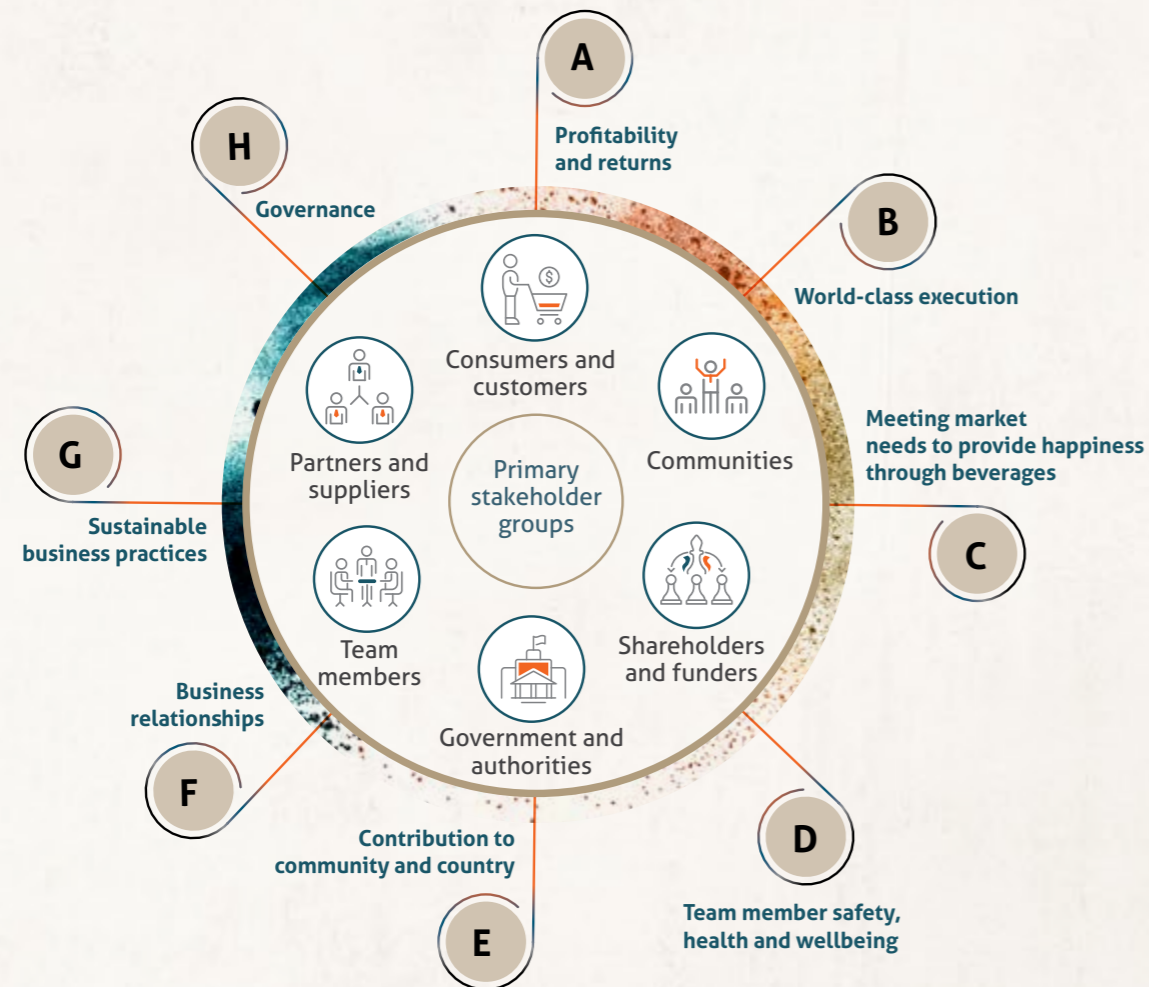 A
Profitability
and returns
H
Governance
B
World-class execution
Consumers and
customers
$
Communities
Meeting market
needs to provide happiness
through beverages
G
Partners and
suppliers
Primary
stakeholder
groups
Sustainable
business practices
C
Team
members
Shareholders
and funders
Business
relationships
Government and
authorities
F
D
Contribution to
community and country
Team member safety,
health and wellbeing
E